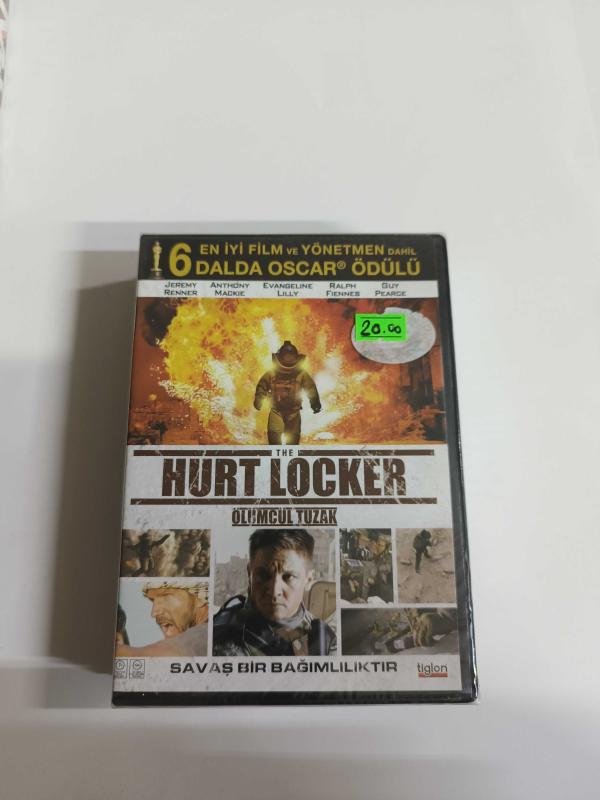 6 EN İYİ FİLM VE YÖNETMEN DAHİL
DALDA OSCAR® ÖDÜLÜ
JEREMY RENNER
ANTHONY MACKIE
EVANGELINE LILLY
RALPH FIENNES
GUY PEARCE
20.00
THE
HURT LOCKER
ÖLÜMCÜL TUZAK
SAVAŞ BİR BAĞIMLILIKTIR
tiglon